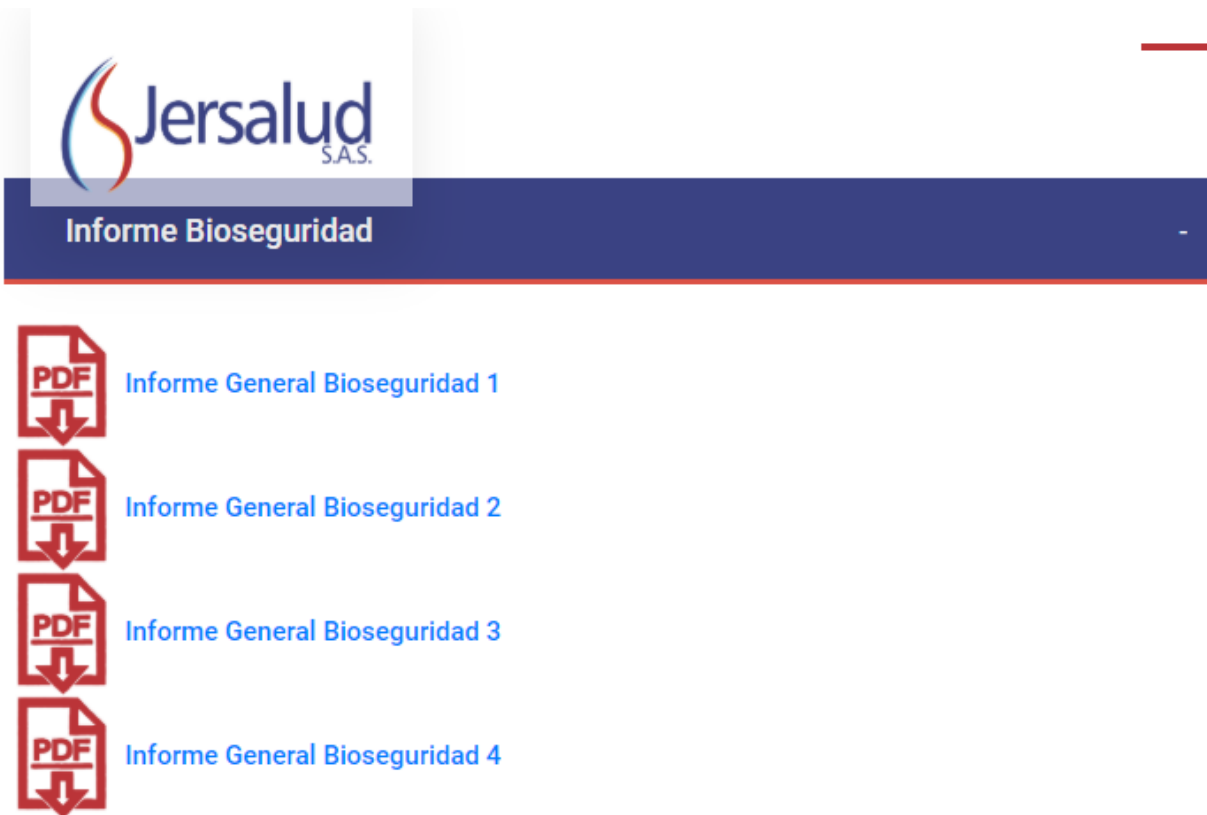 Jersalud
S.A.S.
Informe Bioseguridad
-
PDF
Informe General Bioseguridad 1
PDF
Informe General Bioseguridad 2
PDF
Informe General Bioseguridad 3
PDF
Informe General Bioseguridad 4